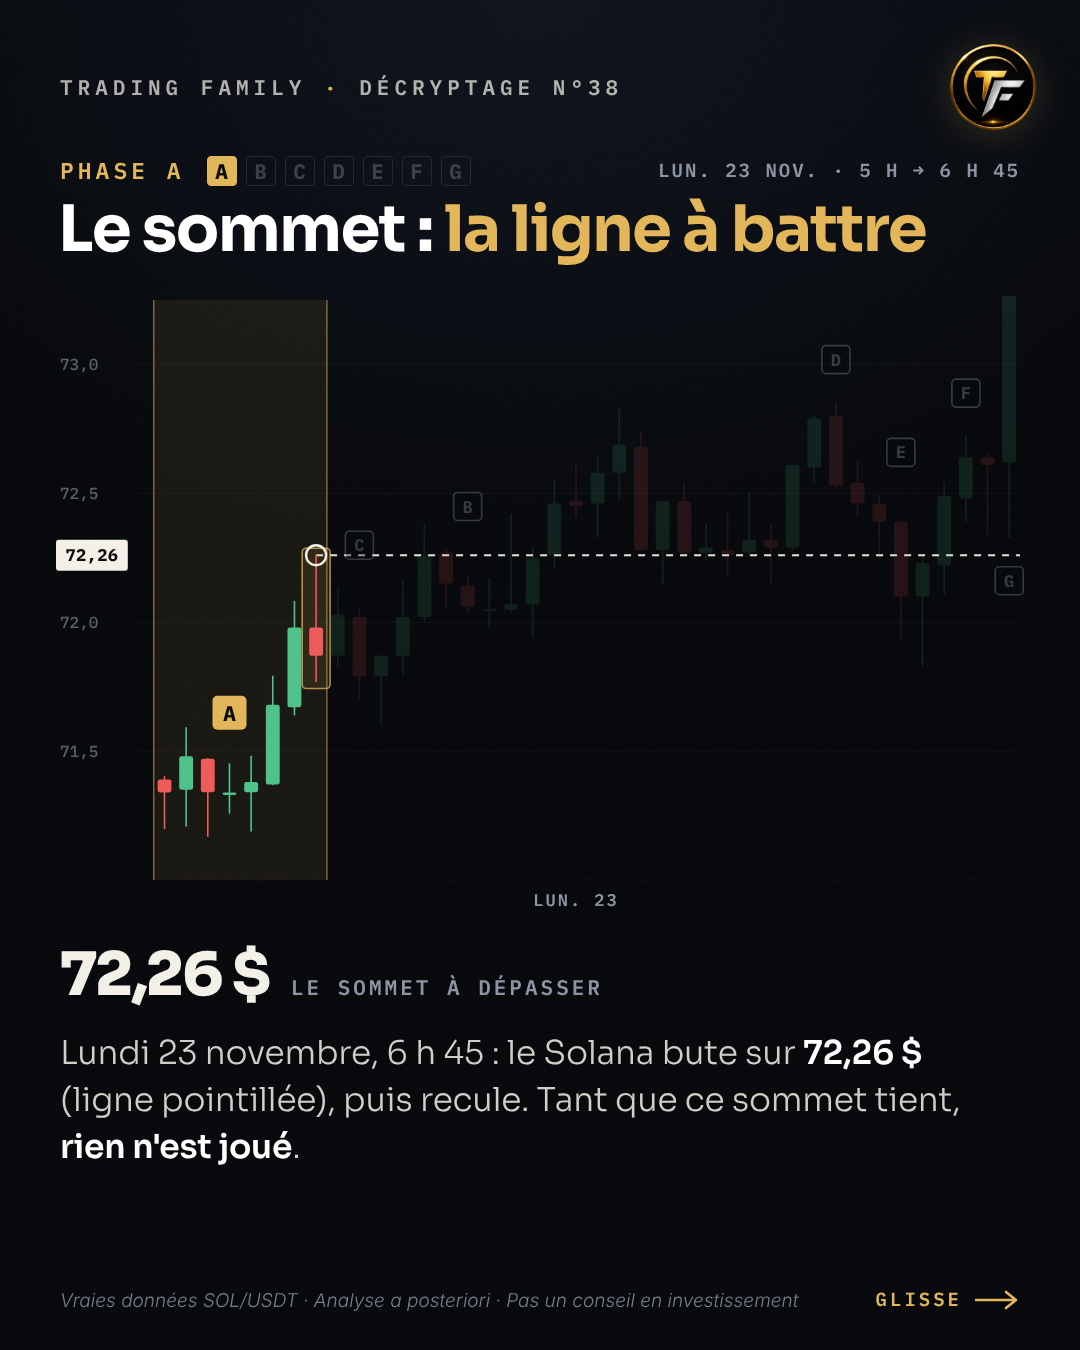 TRADING FAMILY · DÉCRYPTAGE N°38
TF
PHASE A A B C D E F G
LUN. 23 NOV. · 5 H → 6 H 45
Le sommet : la ligne à battre
73,0
D
F
E
72,5
B
C
72,26
G
72,0
A
71,5
LUN. 23
72,26 $ LE SOMMET À DÉPASSER
Lundi 23 novembre, 6 h 45 : le Solana bute sur 72,26 $
(ligne pointillée), puis recule. Tant que ce sommet tient,
rien n'est joué.
Vraies données SOL/USDT · Analyse a posteriori · Pas un conseil en investissement
GLISSE →